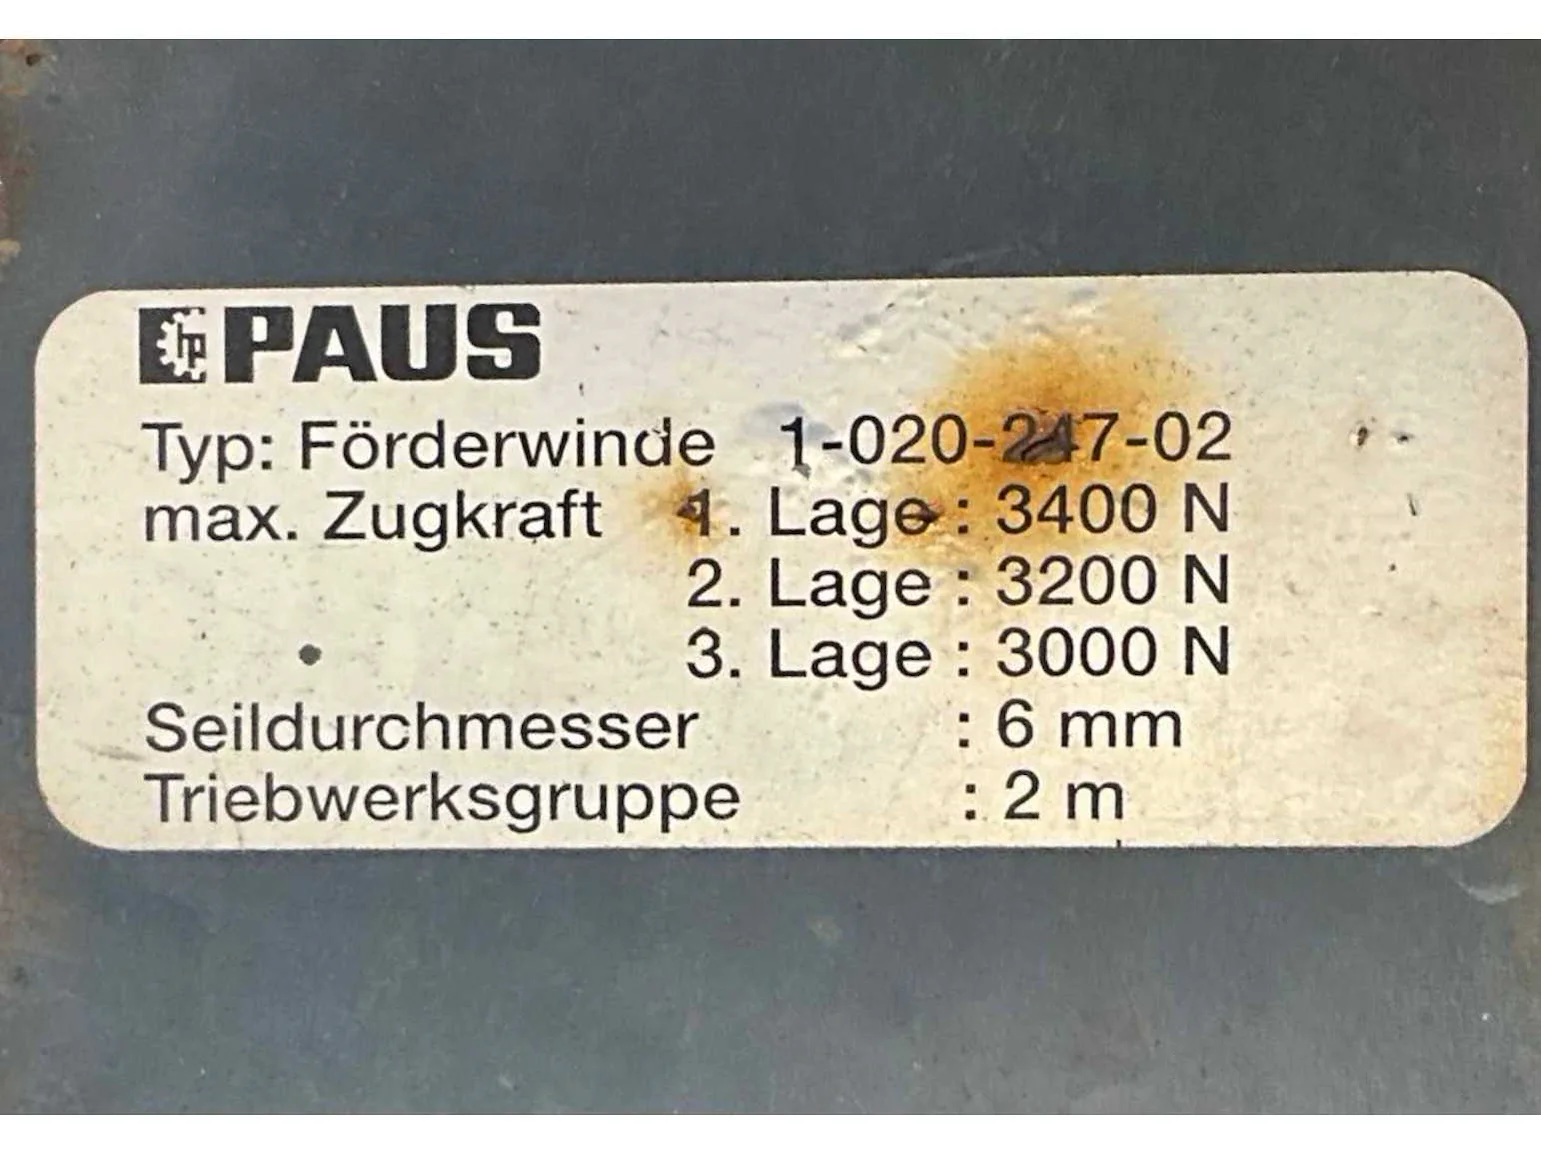 hp PAUS
Typ: Förderwinde 1-020-247-02
max. Zugkraft 1. Lage : 3400 N
2. Lage : 3200 N
3. Lage : 3000 N
Seildurchmesser : 6 mm
Triebwerksgruppe : 2 m